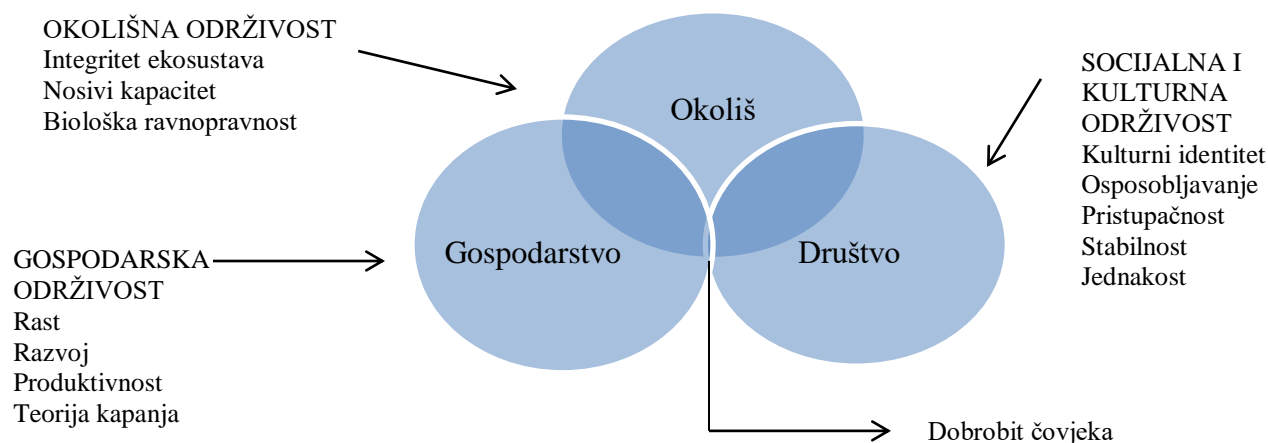 OKOLIŠNA ODRŽIVOST
Integritet ekosustava
Nosivi kapacitet
Biološka ravnopravnost
Okoliš
SOCIJALNA I
KULTURNA
ODRŽIVOST
Kulturni identitet
Osposobljavanje
Pristupačnost
Stabilnost
Jednakost
Gospodarstvo
Društvo
GOSPODARSKA
ODRŽIVOST
Rast
Razvoj
Produktivnost
Teorija kapanja
Dobrobit čovjeka